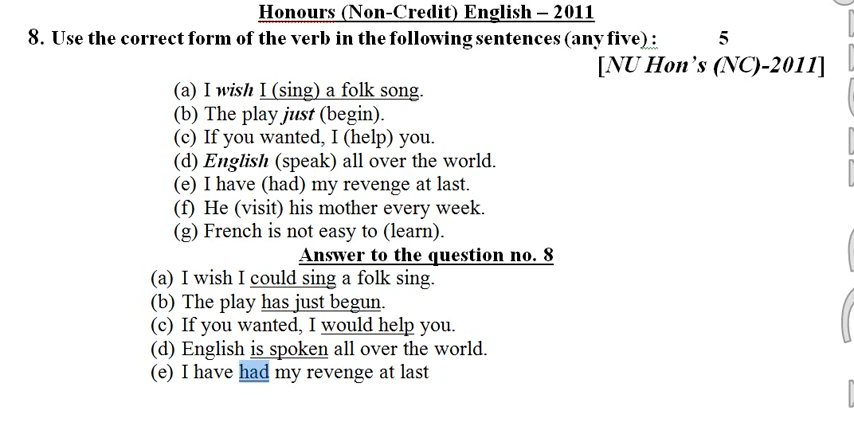 Honours (Non-Credit) English – 2011
8. Use the correct form of the verb in the following sentences (any five) : 5
[NU Hon's (NC)-2011]
(a) I wish I (sing) a folk song.
(b) The play just (begin).
(c) If you wanted, I (help) you.
(d) English (speak) all over the world.
(e) I have (had) my revenge at last.
(f) He (visit) his mother every week.
(g) French is not easy to (learn).
Answer to the question no. 8
(a) I wish I could sing a folk sing.
(b) The play has just begun.
(c) If you wanted, I would help you.
(d) English is spoken all over the world.
(e) I have had my revenge at last